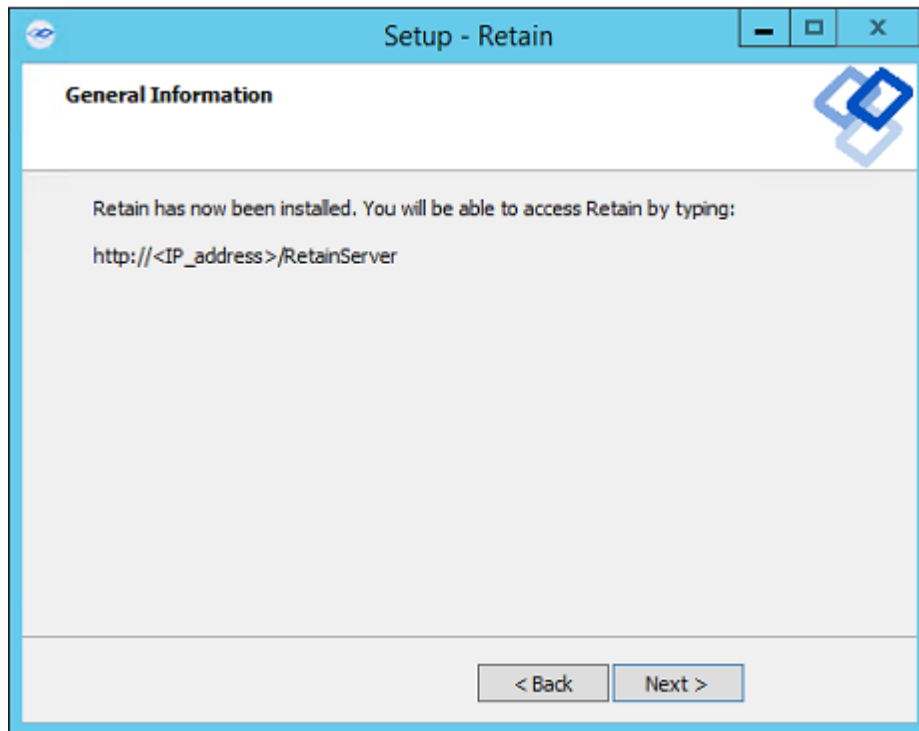 Setup - Retain
General Information
Retain has now been installed. You will be able to access Retain by typing:
http://<IP_address>/RetainServer
< Back
Next >